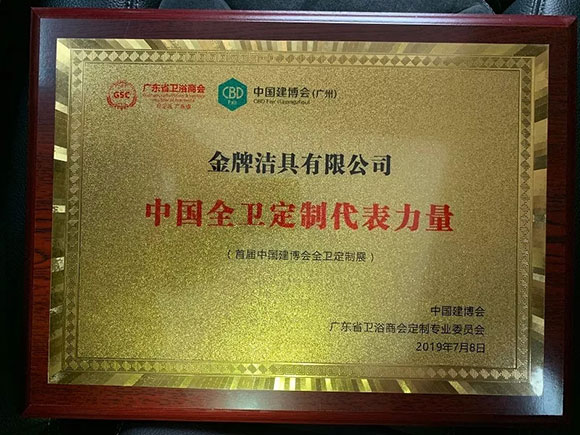 GSC
广东省卫浴商会
CBD
Fair
中国建博会(广州)
CBD Fair (Guangzhou)
金牌洁具有限公司
中国全卫定制代表力量
(首届中国建博会全卫定制展)
中国建博会
广东省卫浴商会定制专业委员会
2019年7月8日